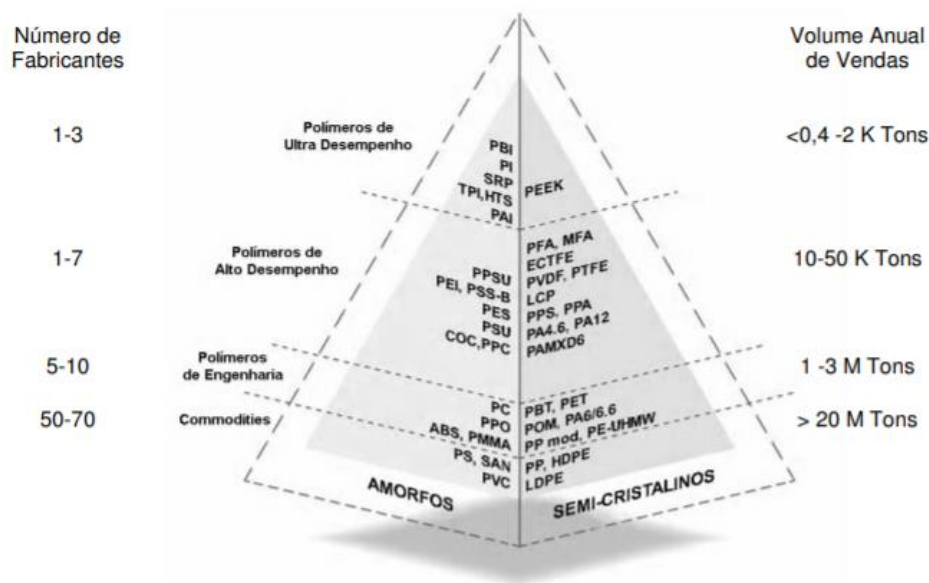 Número de
Fabricantes
Volume Anual
de Vendas
1-3
Polímeros de
Ultra Desempenho
<0,4 -2 K Tons
PBI
PI
SRP
TPI,HTS
PAI
PEEK
1-7
Polímeros de
Alto Desempenho
10-50 K Tons
PPSU
PEI, PSS-B
PES
PSU
COC,PPC
PFA, MFA
ECTFE
PVDF, PTFE
LCP
PPS, PPA
PA4.6, PA12
PAMXD6
5-10
Polímeros
de Engenharia
1 -3 M Tons
PC
PPO
ABS, PMMA
PBT, PET
POM, PA6/6.6
PP mod, PE-UHMW
50-70
Commodities
> 20 M Tons
PS, SAN
PVC
PP, HDPE
LDPE
AMORFOS
SEMI-CRISTALINOS